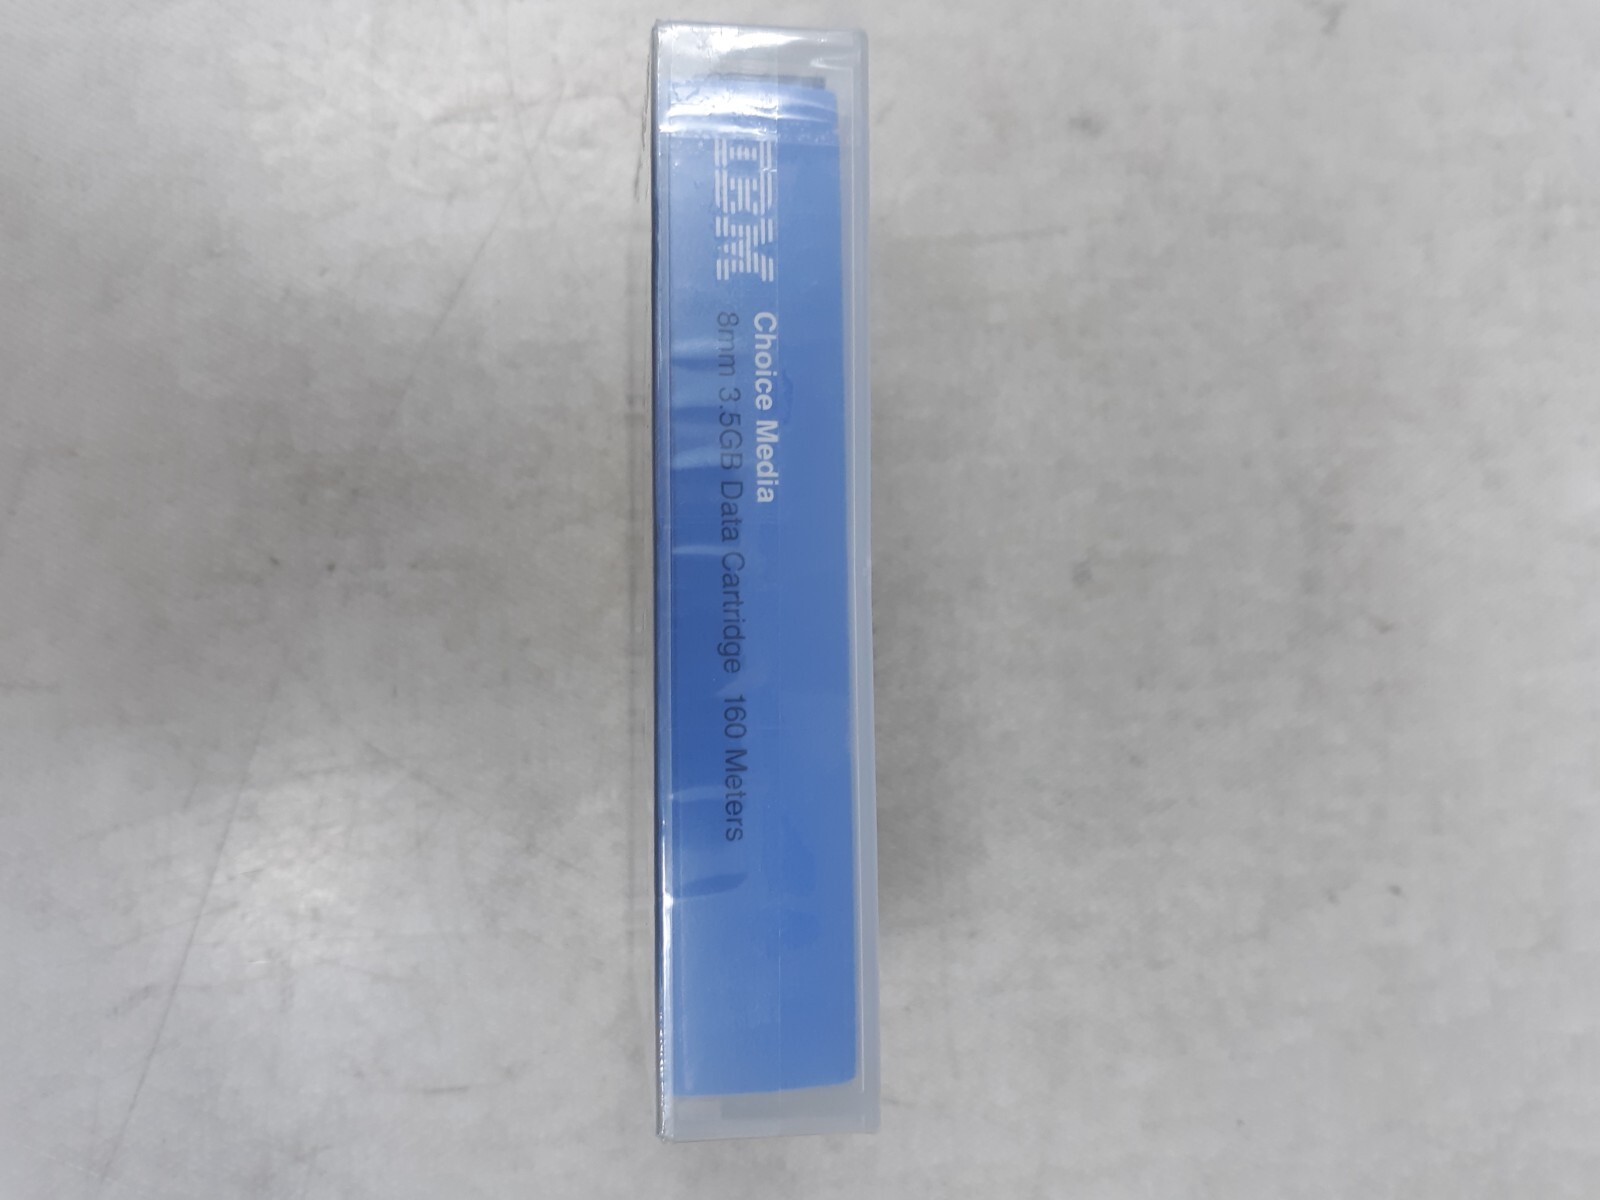 IBM
Choice Media
8mm 3.5GB Data Cartridge 160 Meters